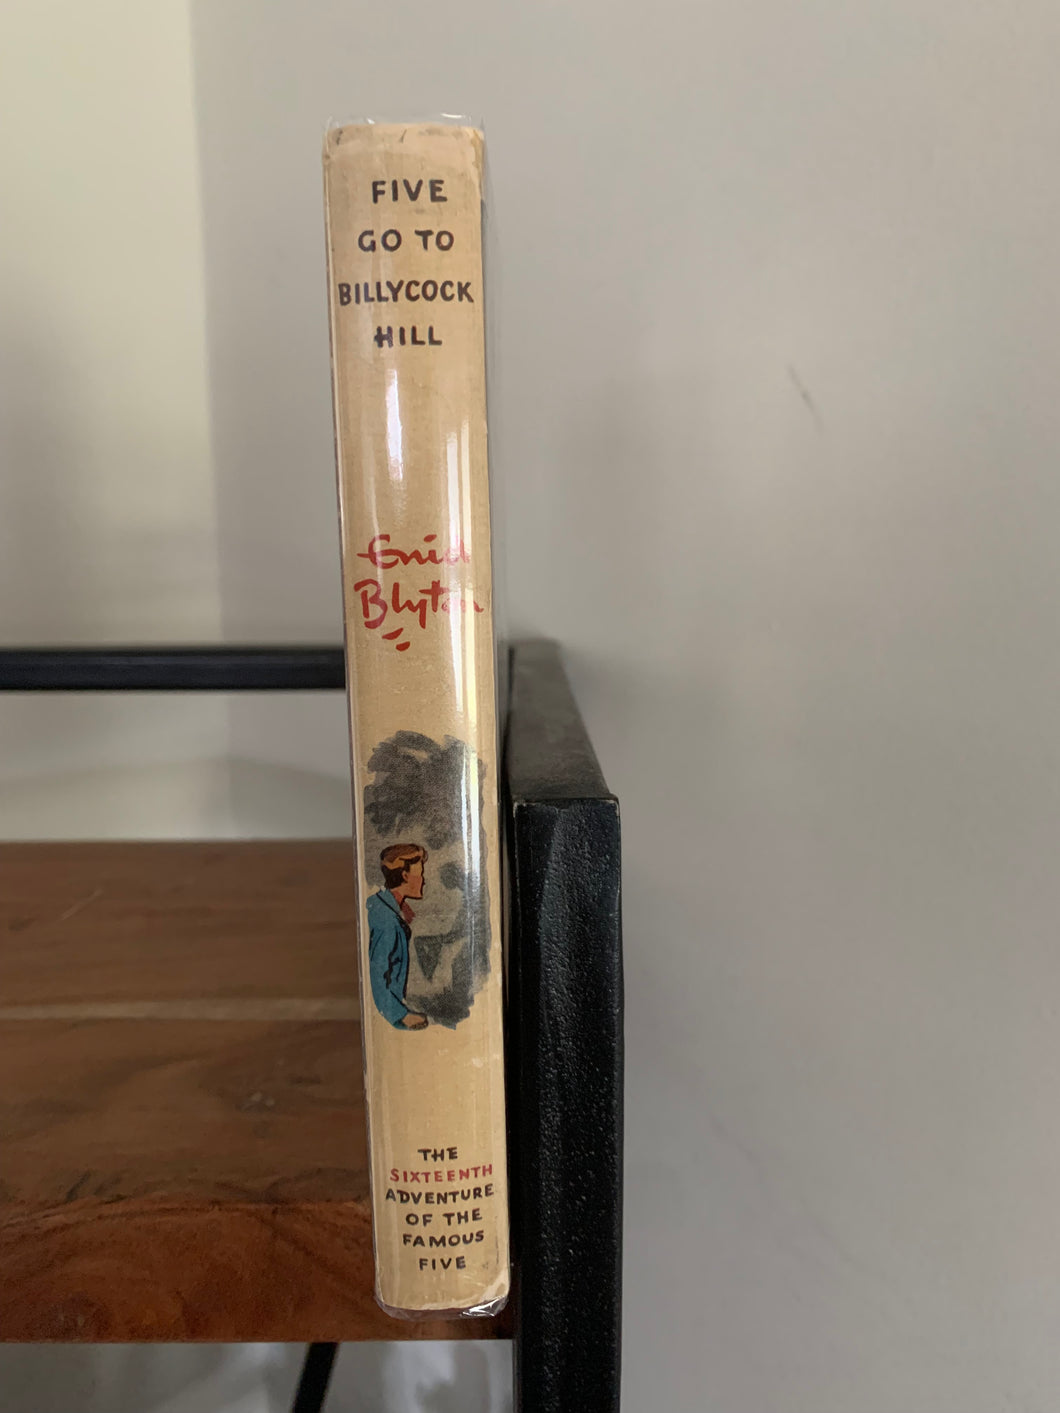 FIVE
GO TO
BILLYCOCK
HILL
Enid
Blyton
THE
SIXTEENTH
ADVENTURE
OF THE
FAMOUS
FIVE